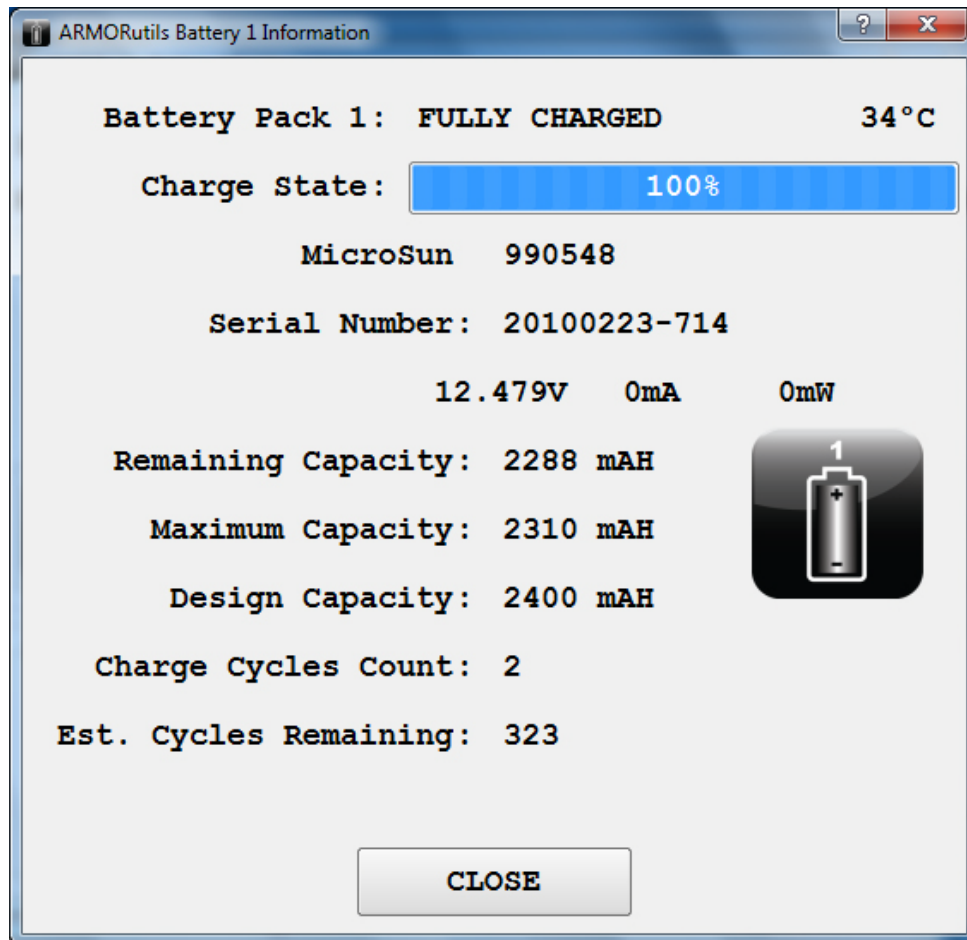 ARMORutils Battery 1 Information ? X
Battery Pack 1: FULLY CHARGED 34°C
Charge State: 100%
MicroSun 990548
Serial Number: 20100223-714
12.479V 0mA 0mW
Remaining Capacity: 2288 mAH
1
Maximum Capacity: 2310 mAH
+
-
Design Capacity: 2400 mAH
Charge Cycles Count: 2
Est. Cycles Remaining: 323
CLOSE